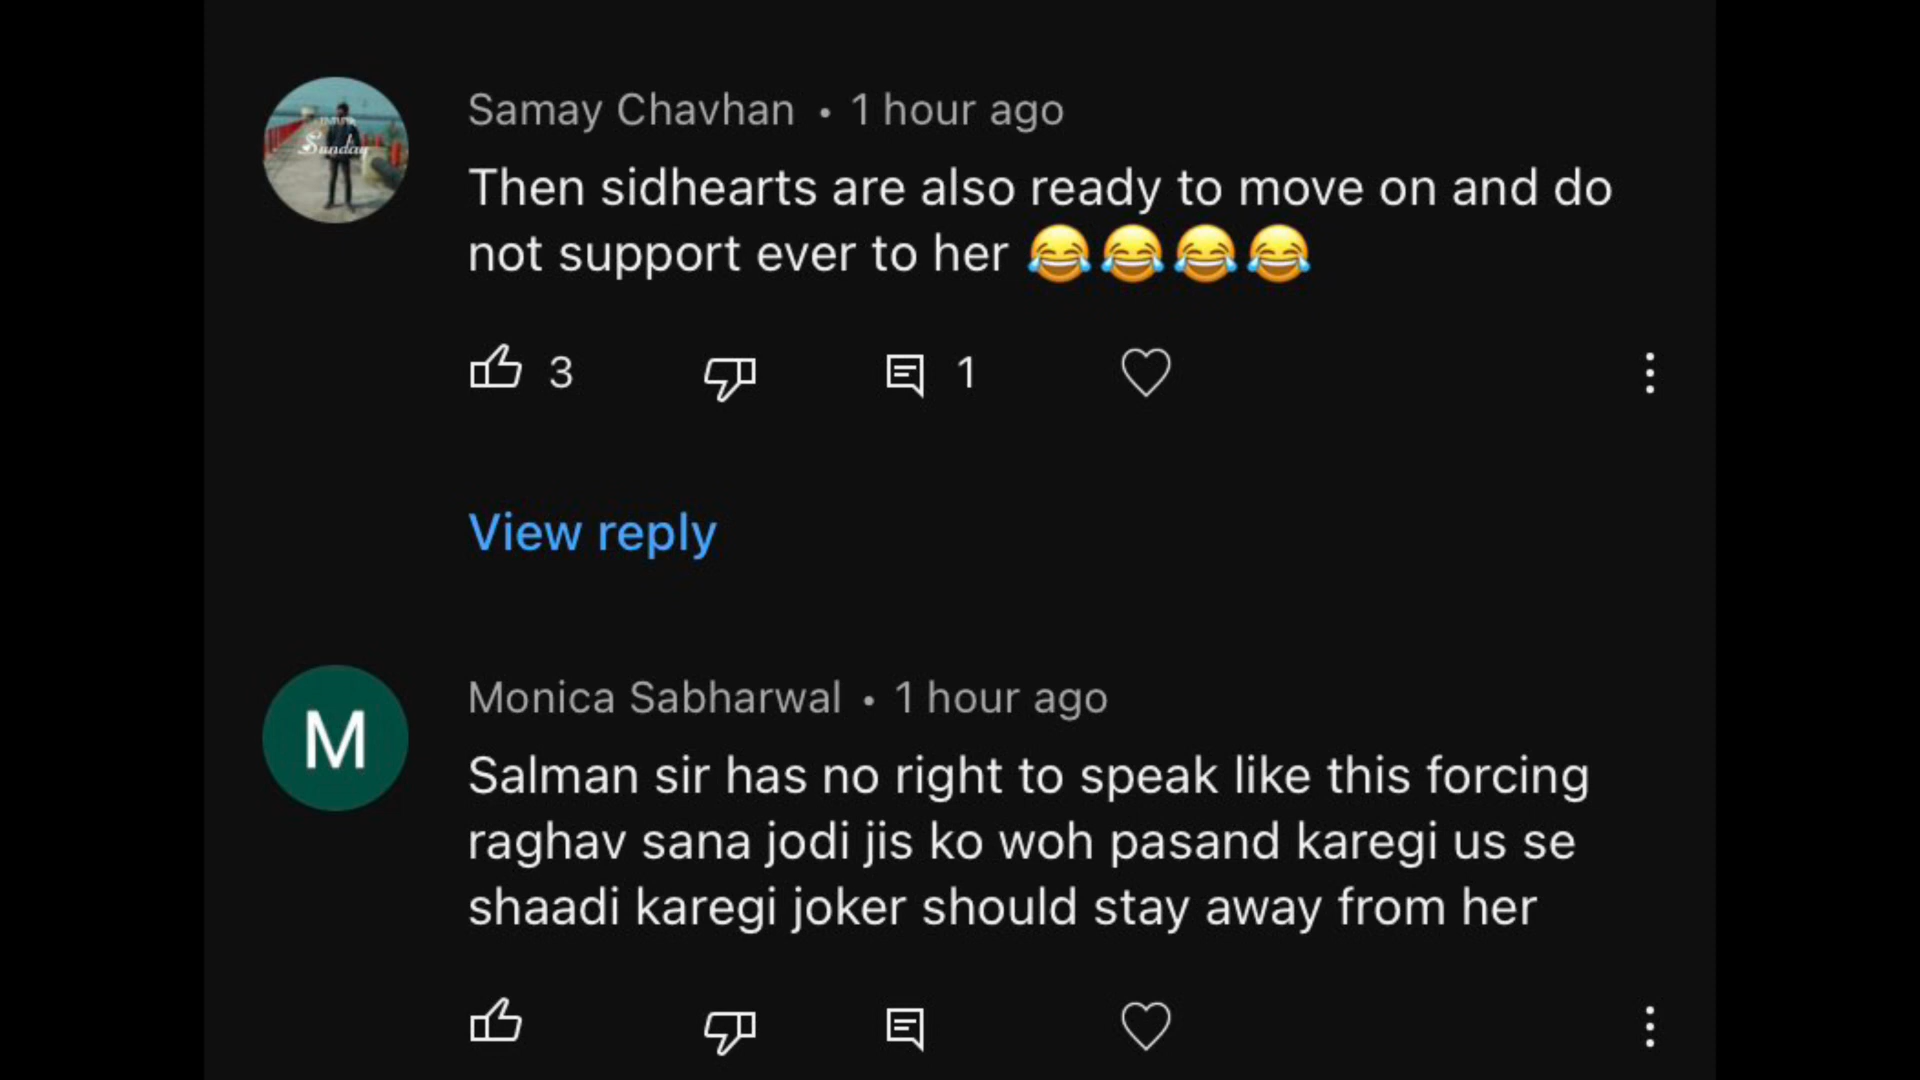 Samay Chavhan • 1 hour ago
Then sidhearts are also ready to move on and do
not support ever to her 😂😂😂😂
3
1
View reply
M
Monica Sabharwal • 1 hour ago
Salman sir has no right to speak like this forcing
raghav sana jodi jis ko woh pasand karegi us se
shaadi karegi joker should stay away from her
Sunday